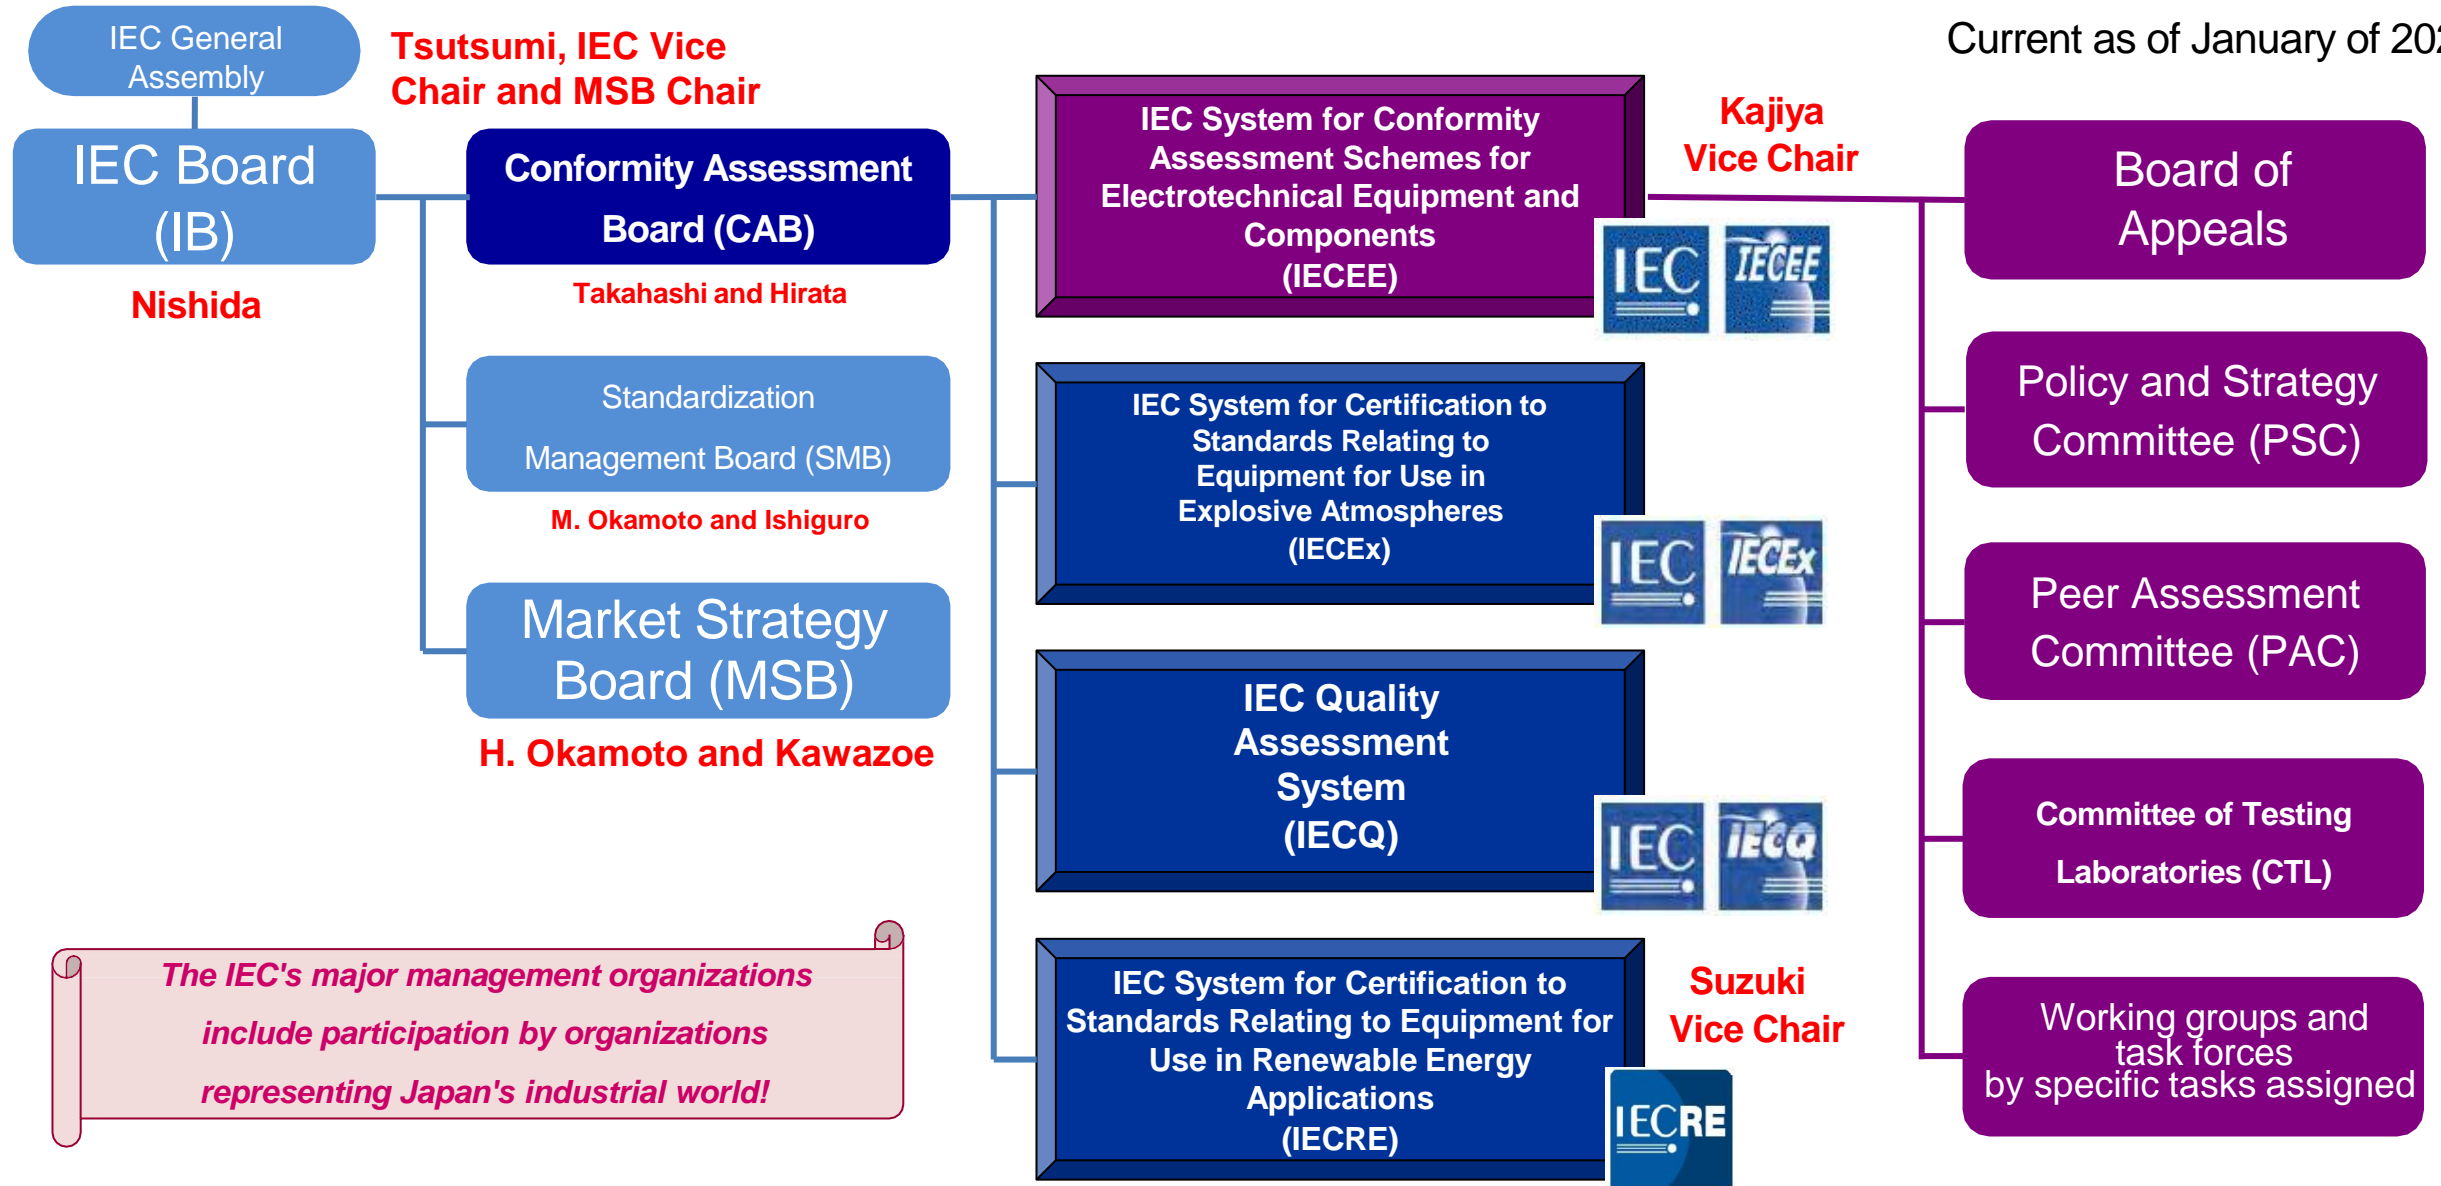 IEC General
Assembly
Tsutsumi, IEC Vice
Chair and MSB Chair
Current as of January of
IEC Board
(IB)
Nishida
Conformity Assessment
Board (CAB)
Takahashi and Hirata
Standardization
Management Board (SMB)
M. Okamoto and Ishiguro
Market Strategy
Board (MSB)
H. Okamoto and Kawazoe
IEC System for Conformity
Assessment Schemes for
Electrotechnical Equipment and
Components
(IECEE)
IEC IECEE
Kajiya
Vice Chair
IEC System for Certification to
Standards Relating to
Equipment for Use in
Explosive Atmospheres
(IECEx)
IEC IECEx
IEC Quality
Assessment
System
(IECQ)
IEC IECQ
IEC System for Certification to
Standards Relating to Equipment for
Use in Renewable Energy
Applications
(IECRE)
IECRE
Suzuki
Vice Chair
Board of
Appeals
Policy and Strategy
Committee (PSC)
Peer Assessment
Committee (PAC)
Committee of Testing
Laboratories (CTL)
Working groups and
task forces
by specific tasks assigned
The IEC's major management organizations
include participation by organizations
representing Japan's industrial world!